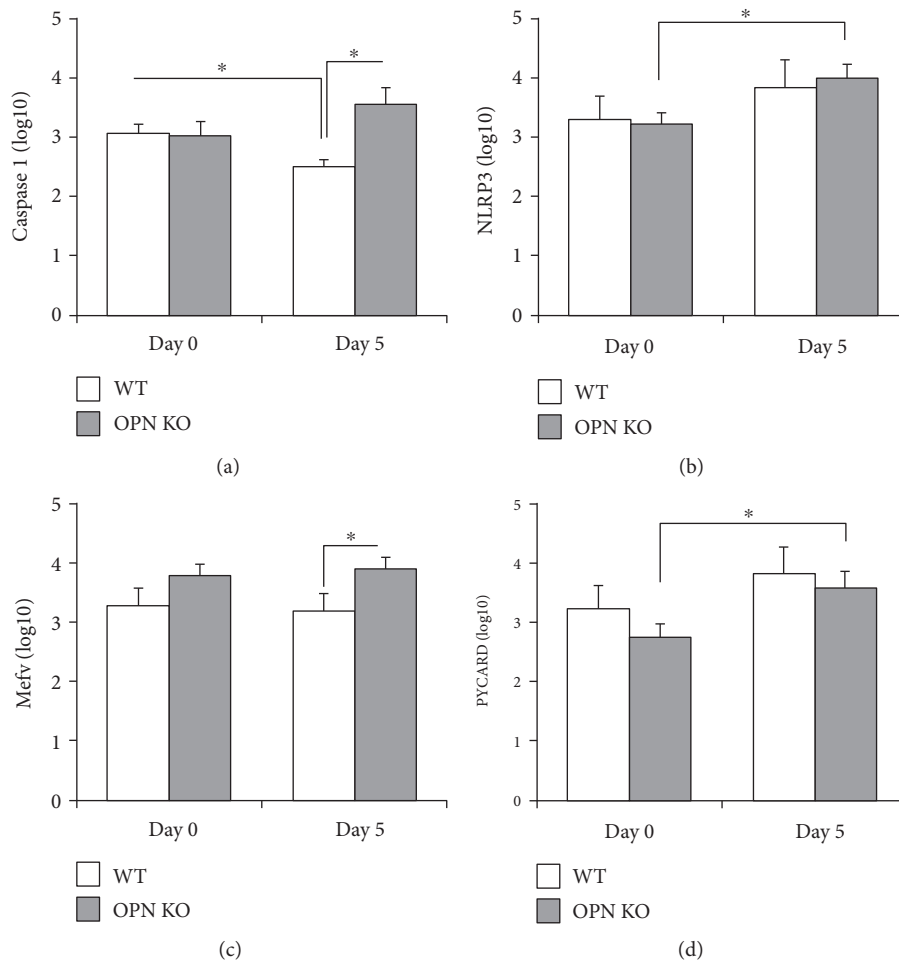 5
4
3
2
1
0
Caspase 1 (log10)
*
*
Day 0
Day 5
WT
OPN KO
(a)
5
4
3
2
1
0
NLRP3 (log10)
*
Day 0
Day 5
WT
OPN KO
(b)
5
4
3
2
1
0
Mefv (log10)
*
Day 0
Day 5
WT
OPN KO
(c)
5
4
3
2
1
0
PYCARD (log10)
*
Day 0
Day 5
WT
OPN KO
(d)